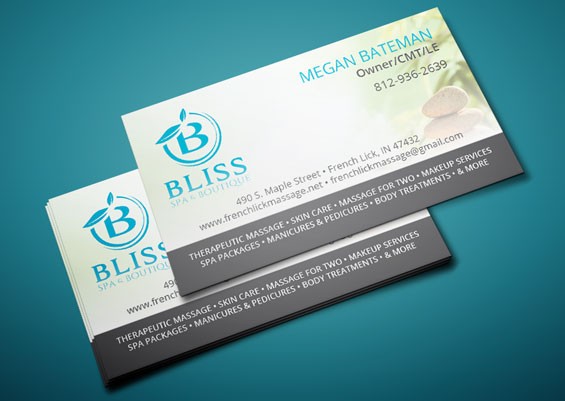 MEGAN BATEMAN
Owner/CMT/LE
812-936-2639
B
BLISS
SPA & BOUTIQUE
490 S. Maple Street • French Lick, IN 47432
www.frenchlickmassage.net • frenchlickmassage@gmail.com
THERAPEUTIC MASSAGE • SKIN CARE • MASSAGE FOR TWO • MAKEUP SERVICES
SPA PACKAGES • MANICURES & PEDICURES • BODY TREATMENTS • & MORE
B
BLISS
SPA & BOUTIQUE
www.frenchl
THERAPEUTIC MASSAGE • SKIN CARE • MASSAGE FOR TWO • MAKEUP SERVICES
SPA PACKAGES • MANICURES & PEDICURES • BODY TREATMENTS • & MORE